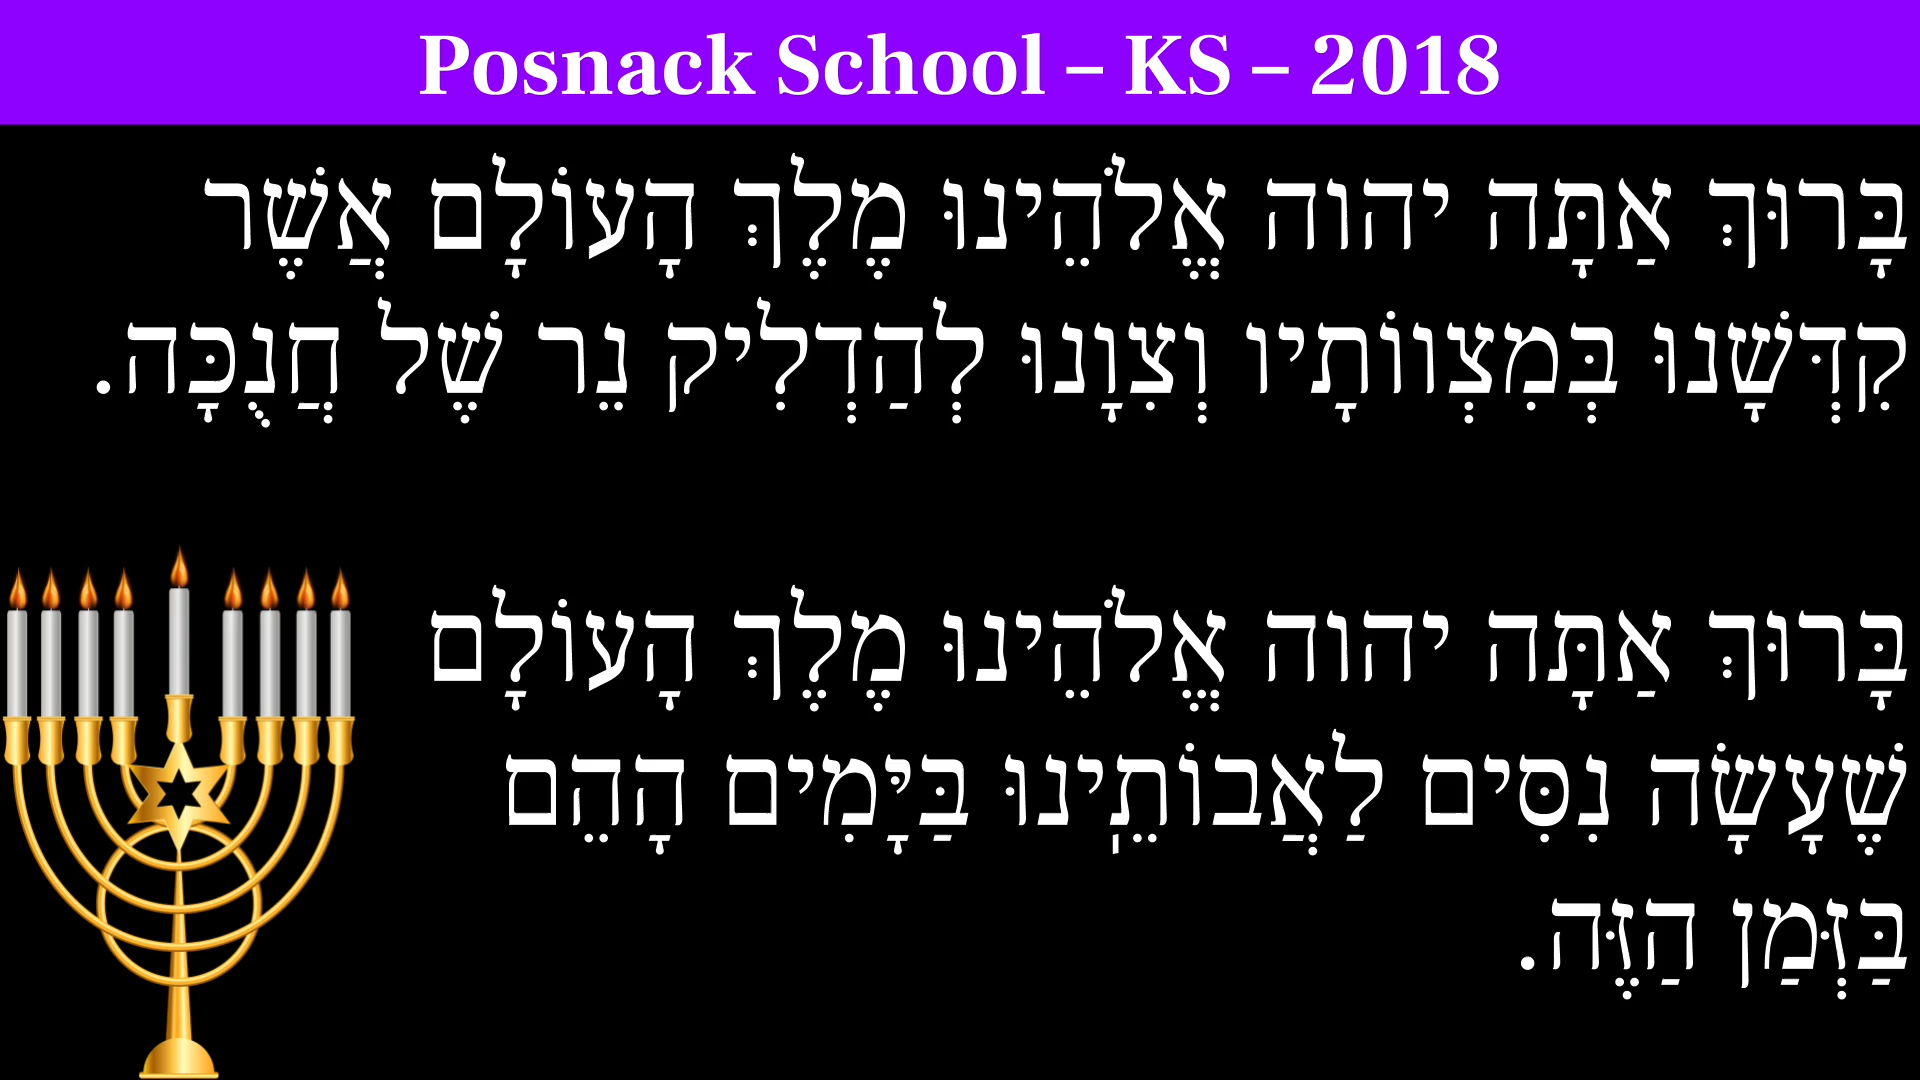 Posnack School – KS – 2018
בָּרוּךְ אַתָּה יהוה אֱלֹהֵינוּ מֶלֶךְ הָעוֹלָם אֲשֶׁר
קִדְּשָׁנוּ בְּמִצְווֹתָיו וְצִוָנוּ לְהַדְלִיק נֵר שֶׁל חֲנֻכָּה.
בָּרוּךְ אַתָּה יהוה אֱלֹהֵינוּ מֶלֶךְ הָעוֹלָם
שֶׁעָשָׂה נִסִּים לַאֲבוֹתֵֽינוּ בַּיָּמִים הָהֵם
בַּזְּמַן הַזֶּה.